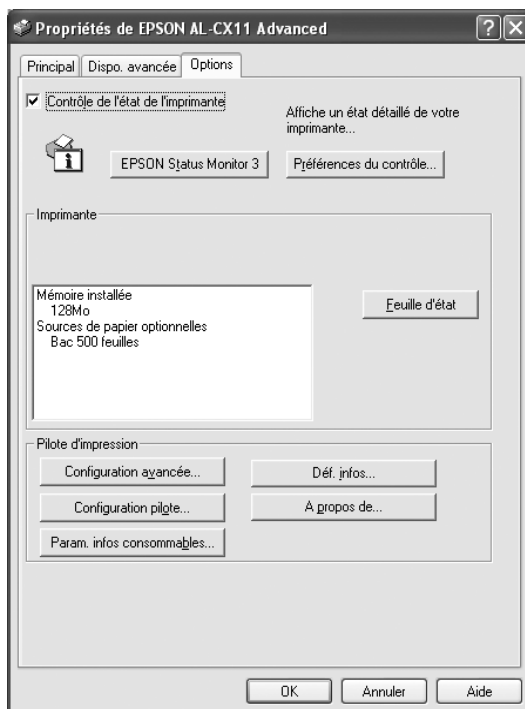 Propriétés de EPSON AL-CX11 Advanced
Principal Dispo. avancée Options
Contrôle de l'état de l'imprimante
Affiche un état détaillé de votre
imprimante...
EPSON Status Monitor 3
Préférences du contrôle...
Imprimante
Mémoire installée
128Mo
Sources de papier optionnelles
Bac 500 feuilles
Feuille d'état
Pilote d'impression
Configuration avancée...
Déf. infos...
Configuration pilote...
A propos de...
Param. infos consommables...
OK Annuler Aide